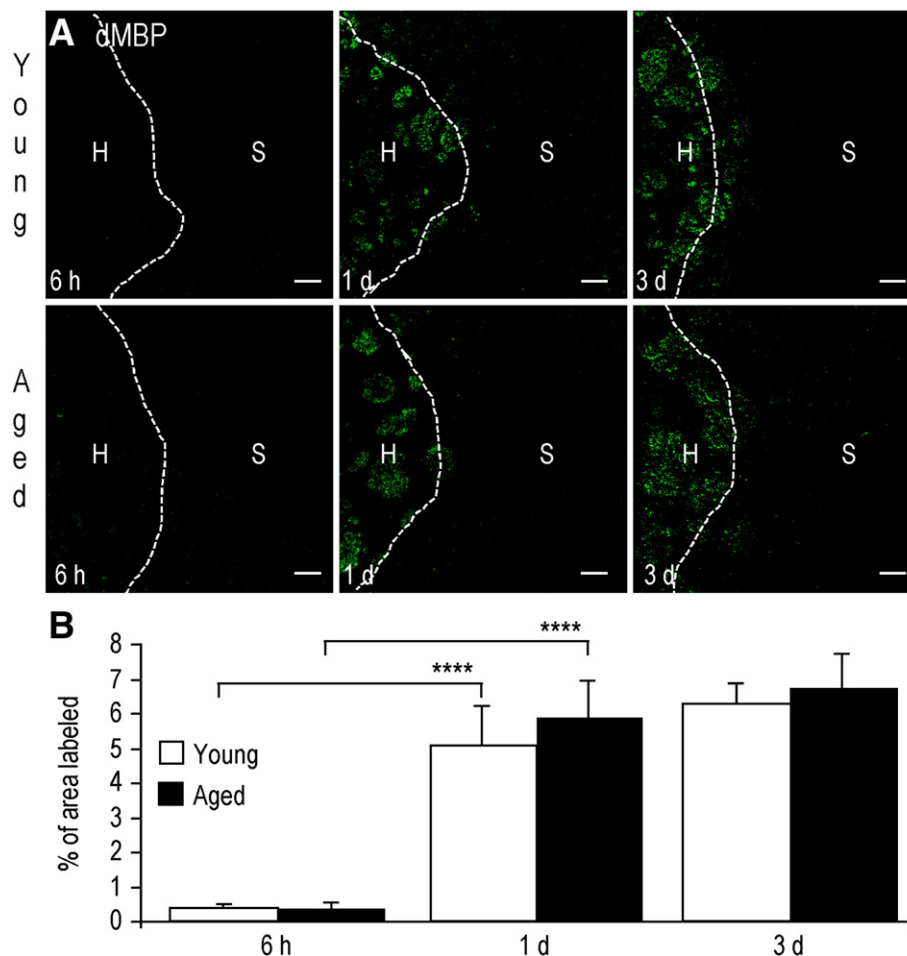 A dMBP
Young
H S H S H S
6 h 1 d 3 d
Aged
H S H S H S
6 h 1 d 3 d
B
8
****
****
7
6
5
4
3
2
1
0
% of area labeled
Young
Aged
6 h 1 d 3 d